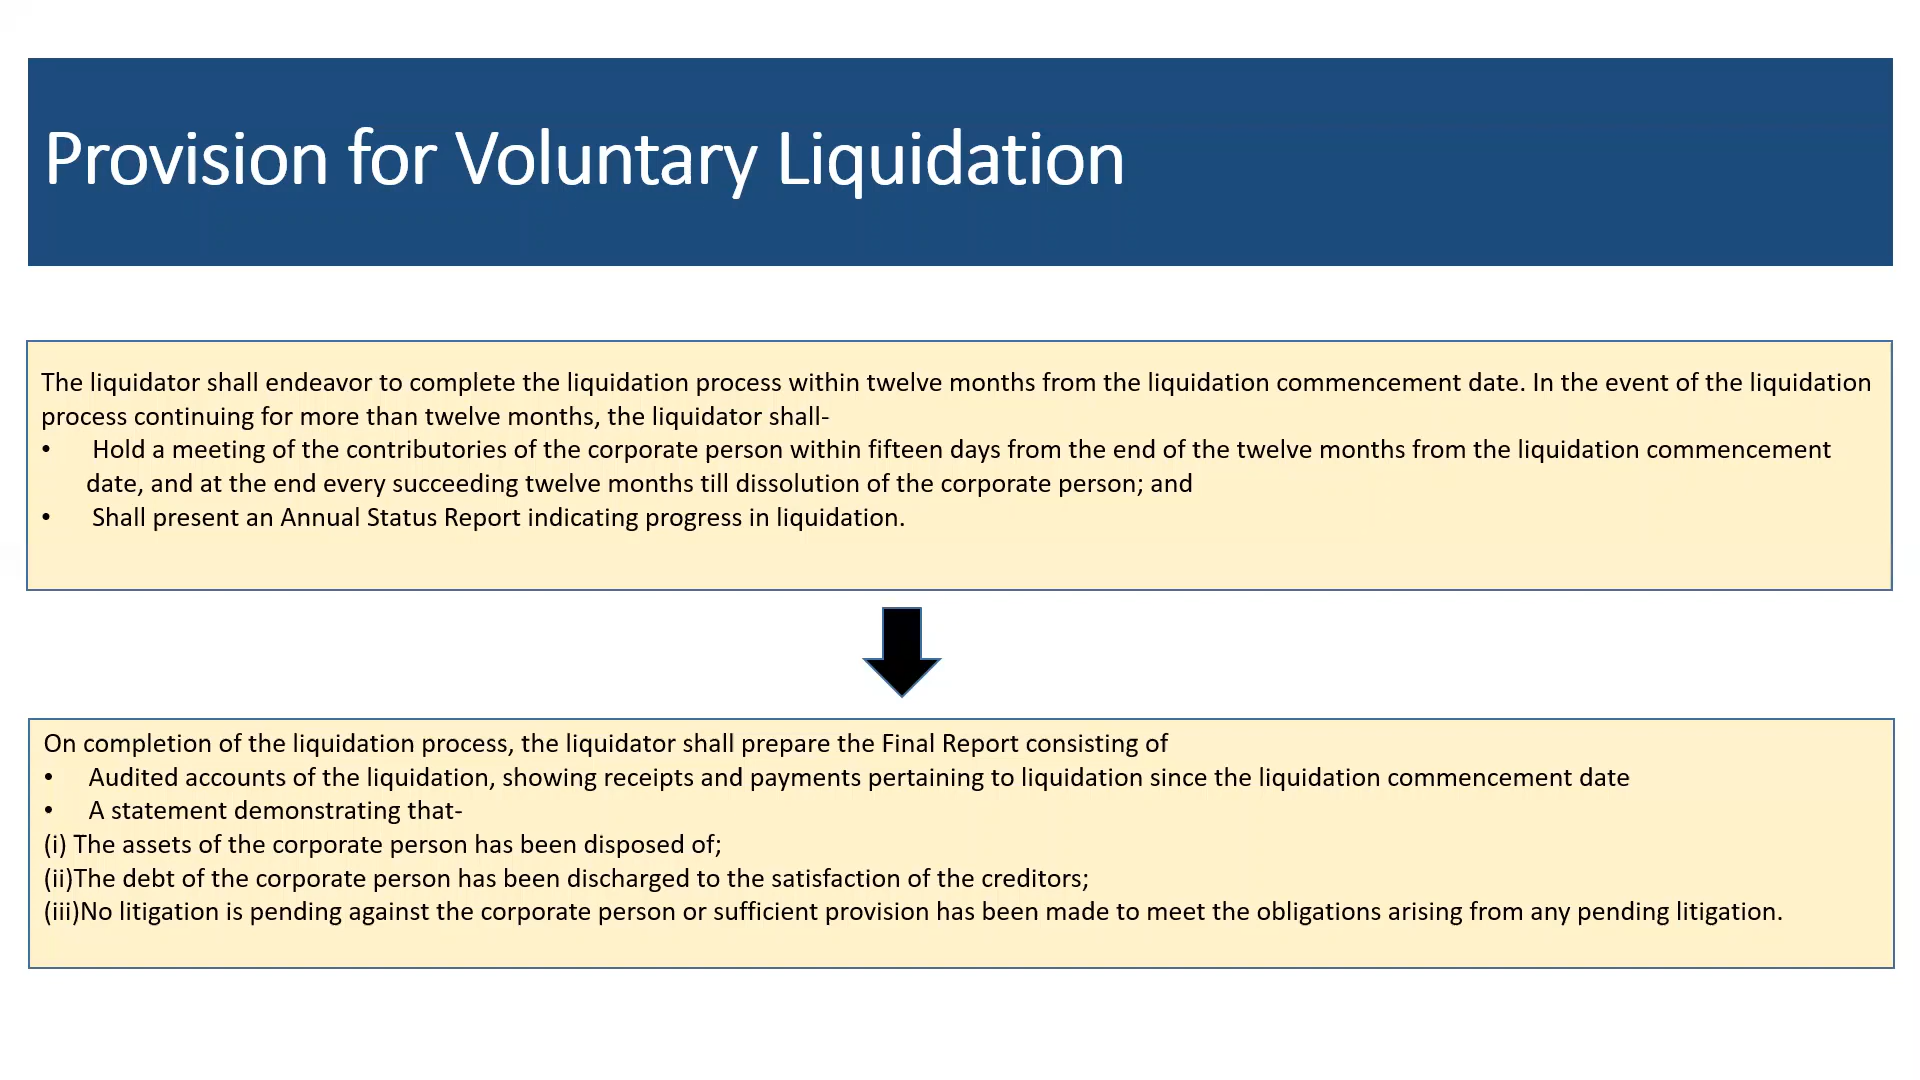 Provision for Voluntary Liquidation
The liquidator shall endeavor to complete the liquidation process within twelve months from the liquidation commencement date. In the event of the liquidation
process continuing for more than twelve months, the liquidator shall-
• Hold a meeting of the contributories of the corporate person within fifteen days from the end of the twelve months from the liquidation commencement
date, and at the end every succeeding twelve months till dissolution of the corporate person; and
• Shall present an Annual Status Report indicating progress in liquidation.
On completion of the liquidation process, the liquidator shall prepare the Final Report consisting of
• Audited accounts of the liquidation, showing receipts and payments pertaining to liquidation since the liquidation commencement date
• A statement demonstrating that-
(i) The assets of the corporate person has been disposed of;
(ii)The debt of the corporate person has been discharged to the satisfaction of the creditors;
(iii)No litigation is pending against the corporate person or sufficient provision has been made to meet the obligations arising from any pending litigation.